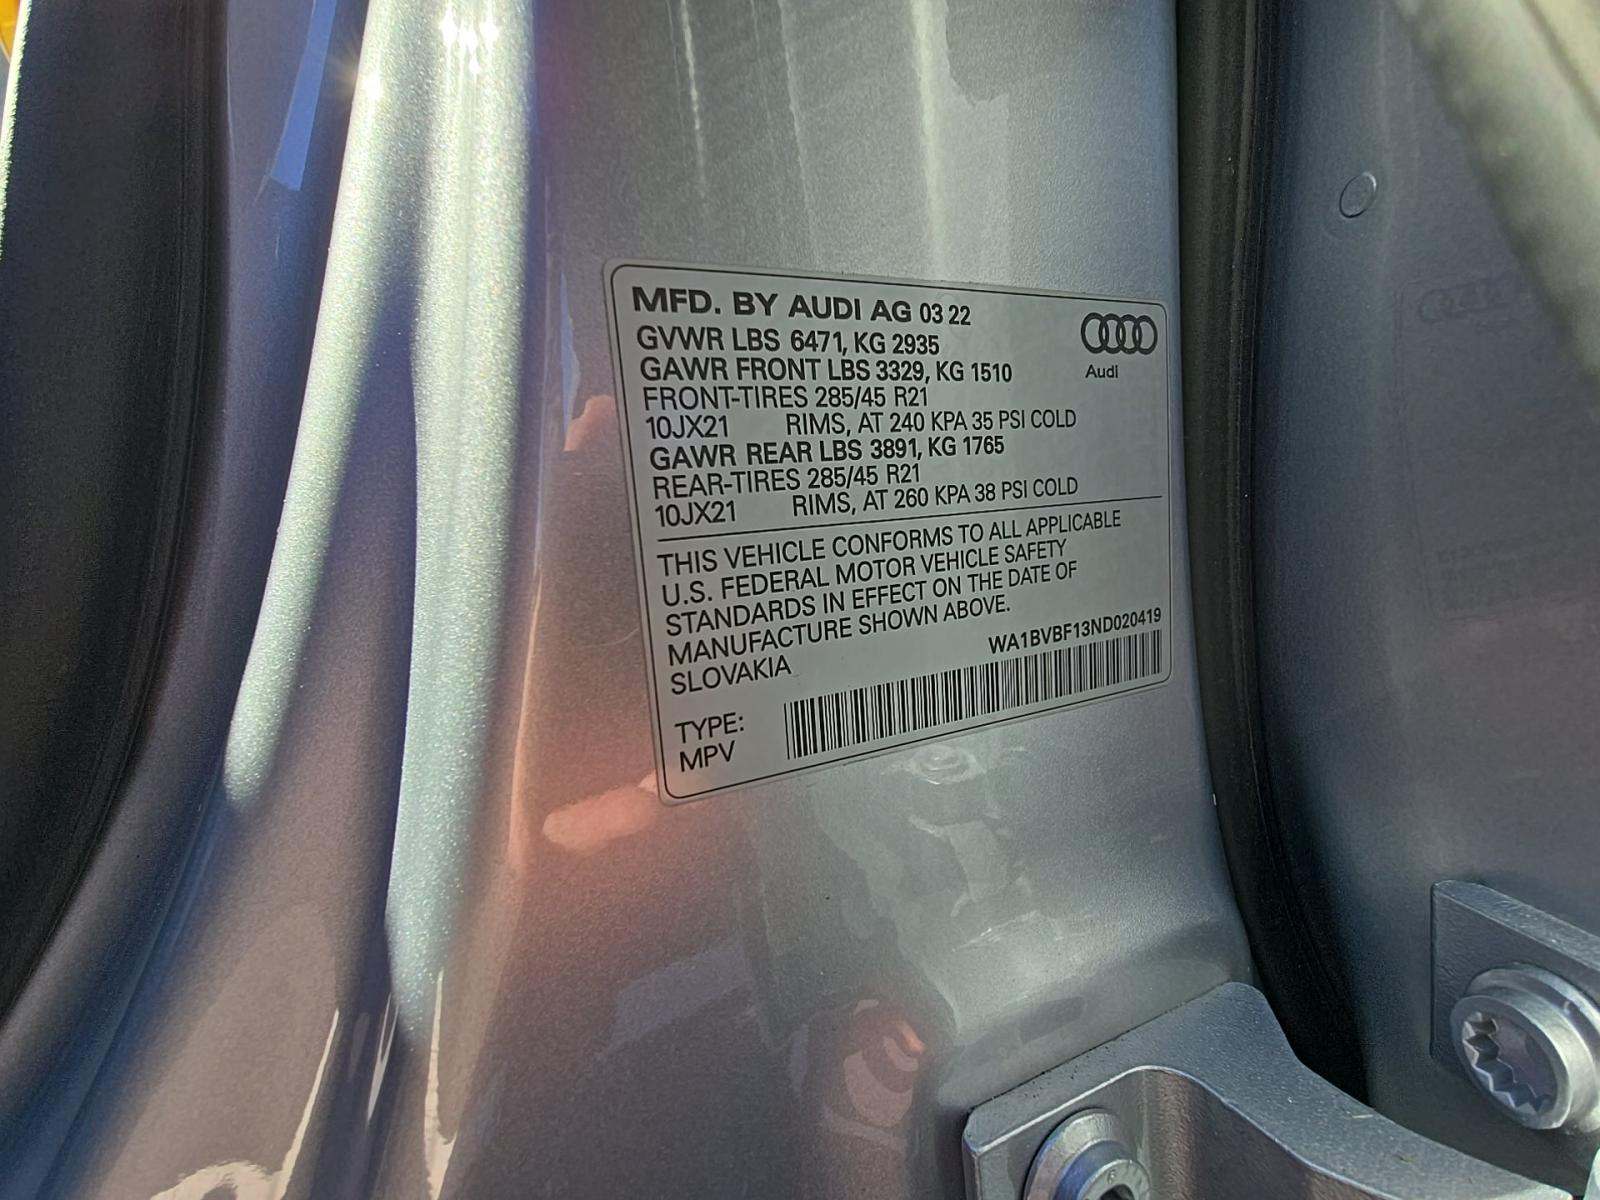 MFD. BY AUDI AG 03 22
GVWR LBS 6471, KG 2935
GAWR FRONT LBS 3329, KG 1510
FRONT-TIRES 285/45 R21
10JX21 RIMS, AT 240 KPA 35 PSI COLD
GAWR REAR LBS 3891, KG 1765
REAR-TIRES 285/45 R21
10JX21 RIMS, AT 260 KPA 38 PSI COLD
Audi
THIS VEHICLE CONFORMS TO ALL APPLICABLE
U.S. FEDERAL MOTOR VEHICLE SAFETY
STANDARDS IN EFFECT ON THE DATE OF
MANUFACTURE SHOWN ABOVE.
SLOVAKIA
WA1BVBF13ND020419
TYPE:
MPV